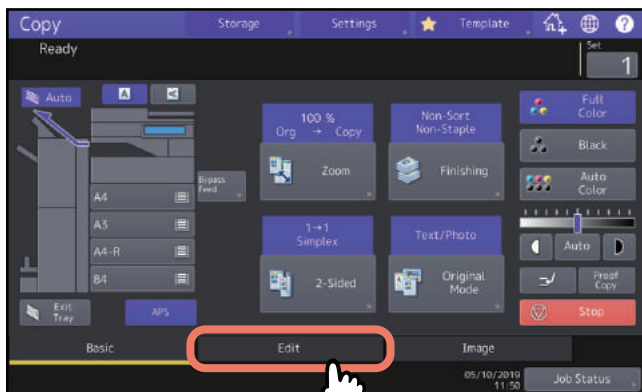 Copy
Storage
Settings
Template
?
Ready
Set
1
Auto
A
A
100 %
Org → Copy
Zoom
Non-Sort
Non-Staple
Finishing
Full
Color
Black
Auto
Color
Bypass
Feed
A4
A3
A4-R
B4
1→1
Simplex
2-Sided
Text/Photo
Original
Mode
Auto
Proof
Copy
Exit
Tray
APS
Stop
Basic
Edit
Image
05/10/2019
11:50
Job Status